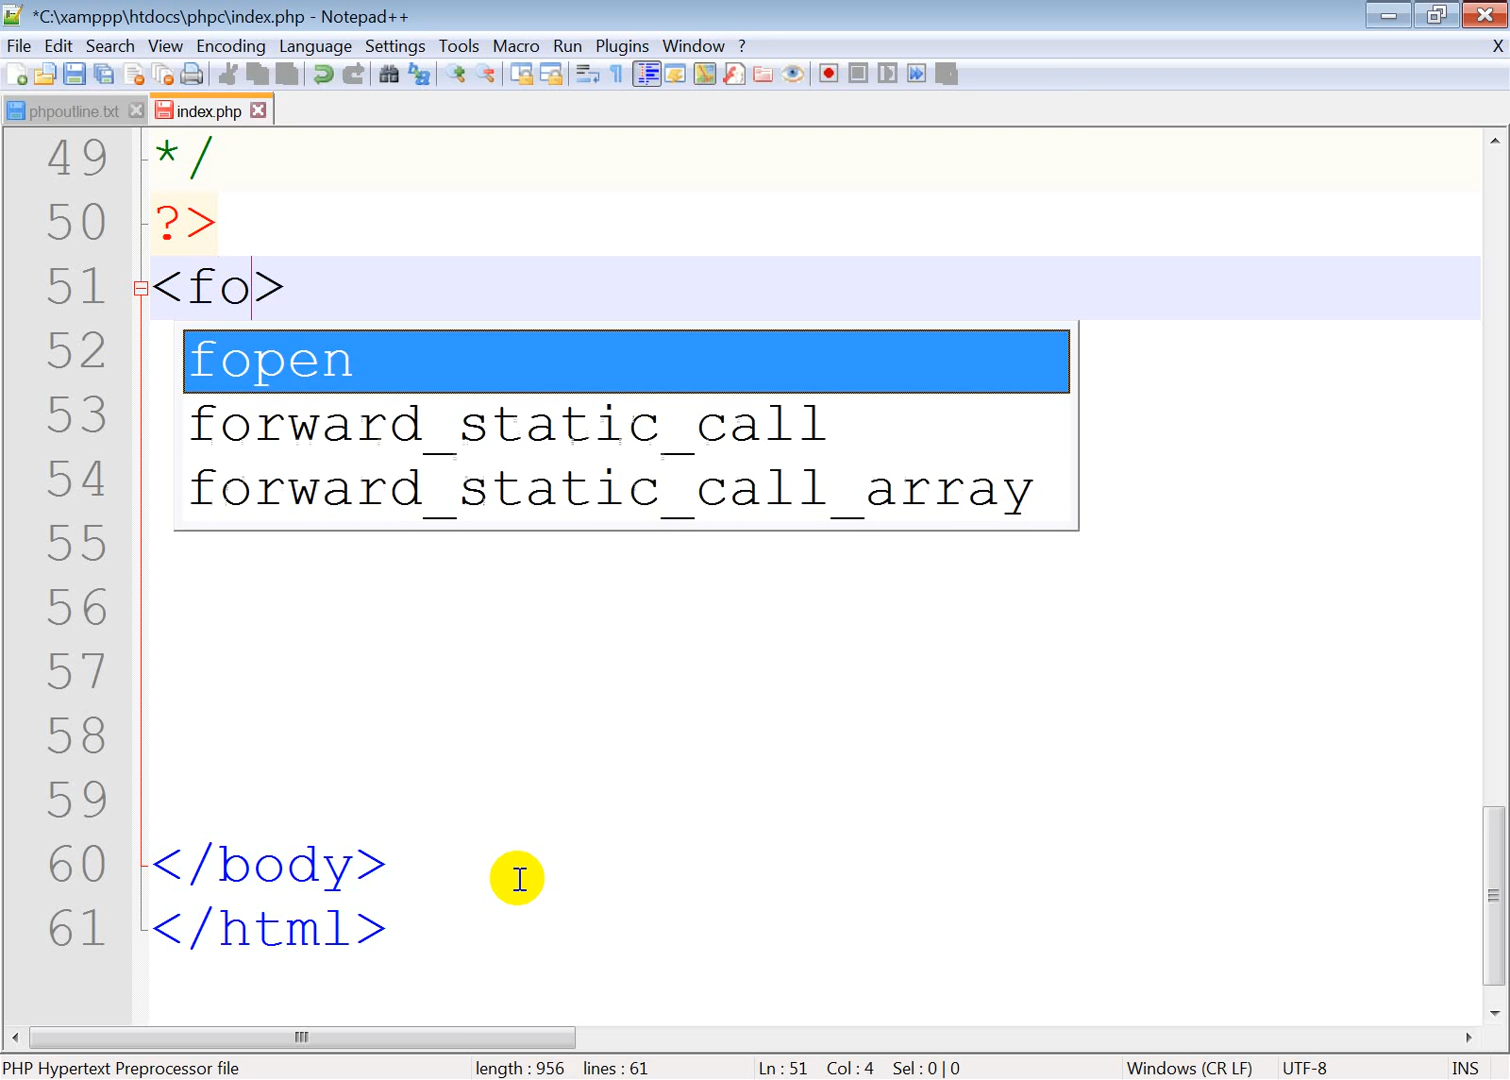 *C:\xamppp\htdocs\phpc\index.php - Notepad++
File Edit Search View Encoding Language Settings Tools Macro Run Plugins Window ? X
phpoutline.txt index.php
49 */
50 ?>
51 <fo>
52 fopen
53 forward_static_call
54 forward_static_call_array
55
56
57
58
59
60 </body>
61 </html>
PHP Hypertext Preprocessor file length : 956 lines : 61 Ln : 51 Col : 4 Sel : 0 | 0 Windows (CR LF) UTF-8 INS